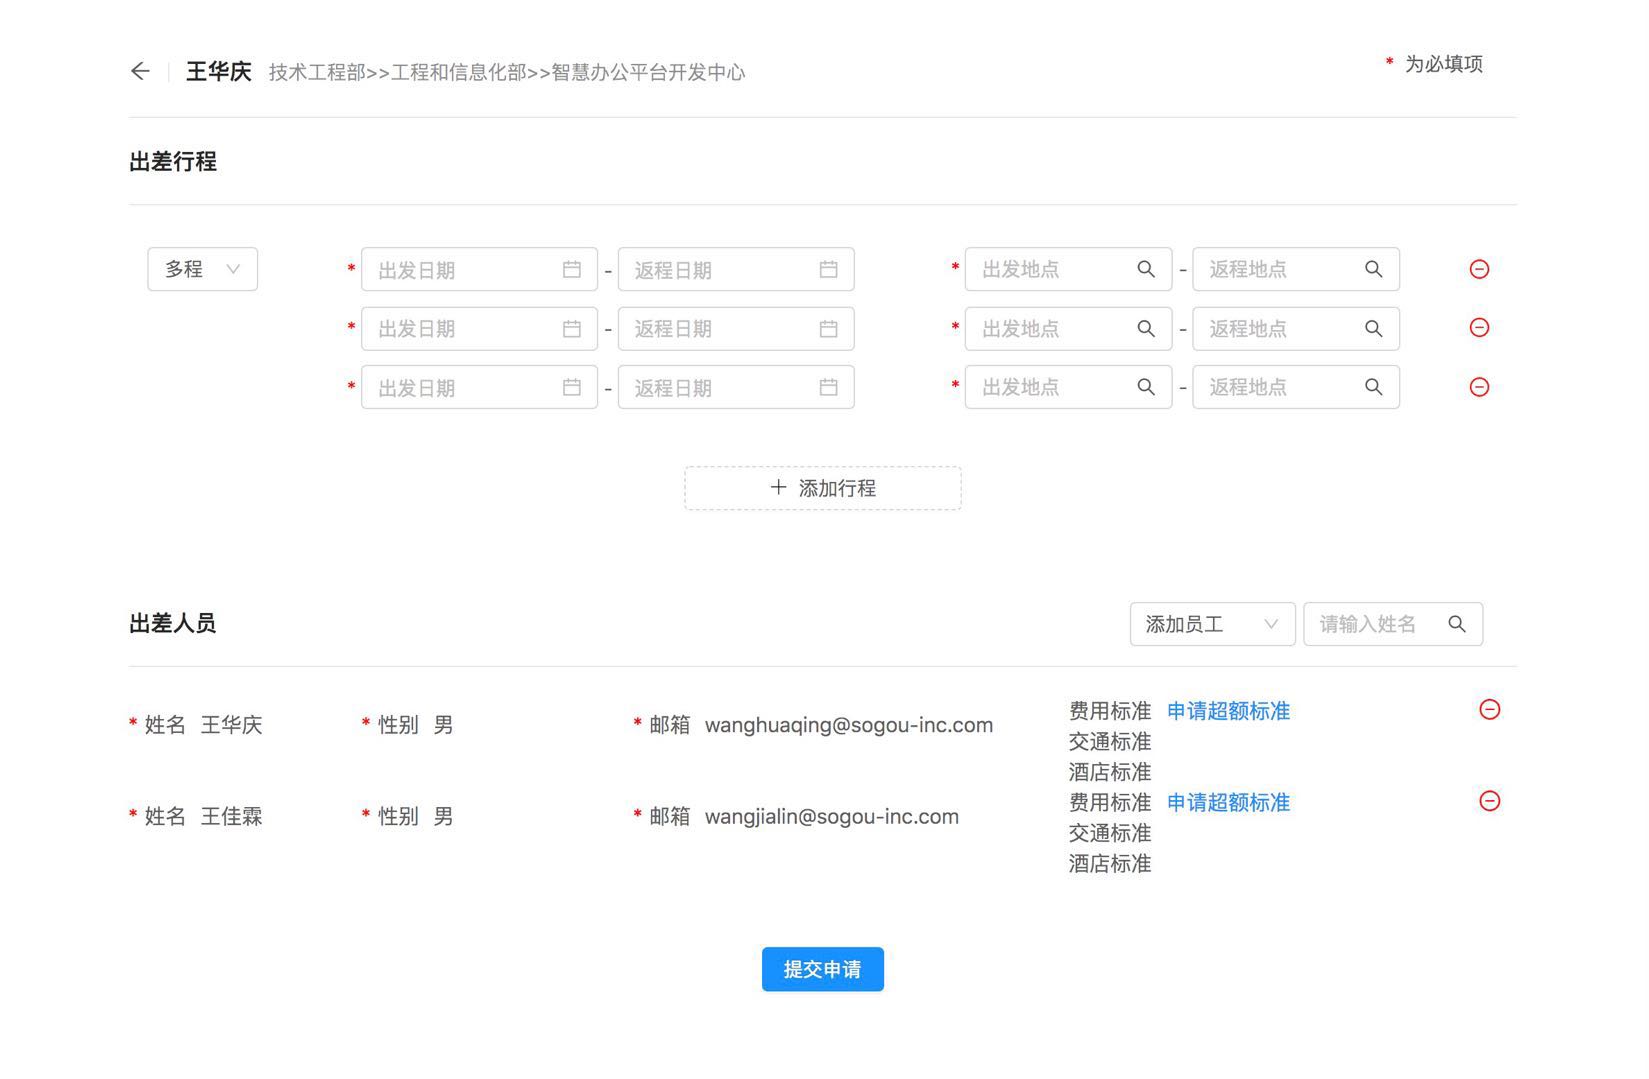 王华庆 技术工程部>>工程和信息化部>>智慧办公平台开发中心
* 为必填项
出差行程
多程 * 出发日期 - 返程日期 * 出发地点 - 返程地点
* 出发日期 - 返程日期 * 出发地点 - 返程地点
* 出发日期 - 返程日期 * 出发地点 - 返程地点
+ 添加行程
出差人员 添加员工 请输入姓名
* 姓名 王华庆 * 性别 男 * 邮箱 wanghuaqing@sogou-inc.com 费用标准 申请超额标准
交通标准
酒店标准
* 姓名 王佳霖 * 性别 男 * 邮箱 wangjialin@sogou-inc.com 费用标准 申请超额标准
交通标准
酒店标准
提交申请